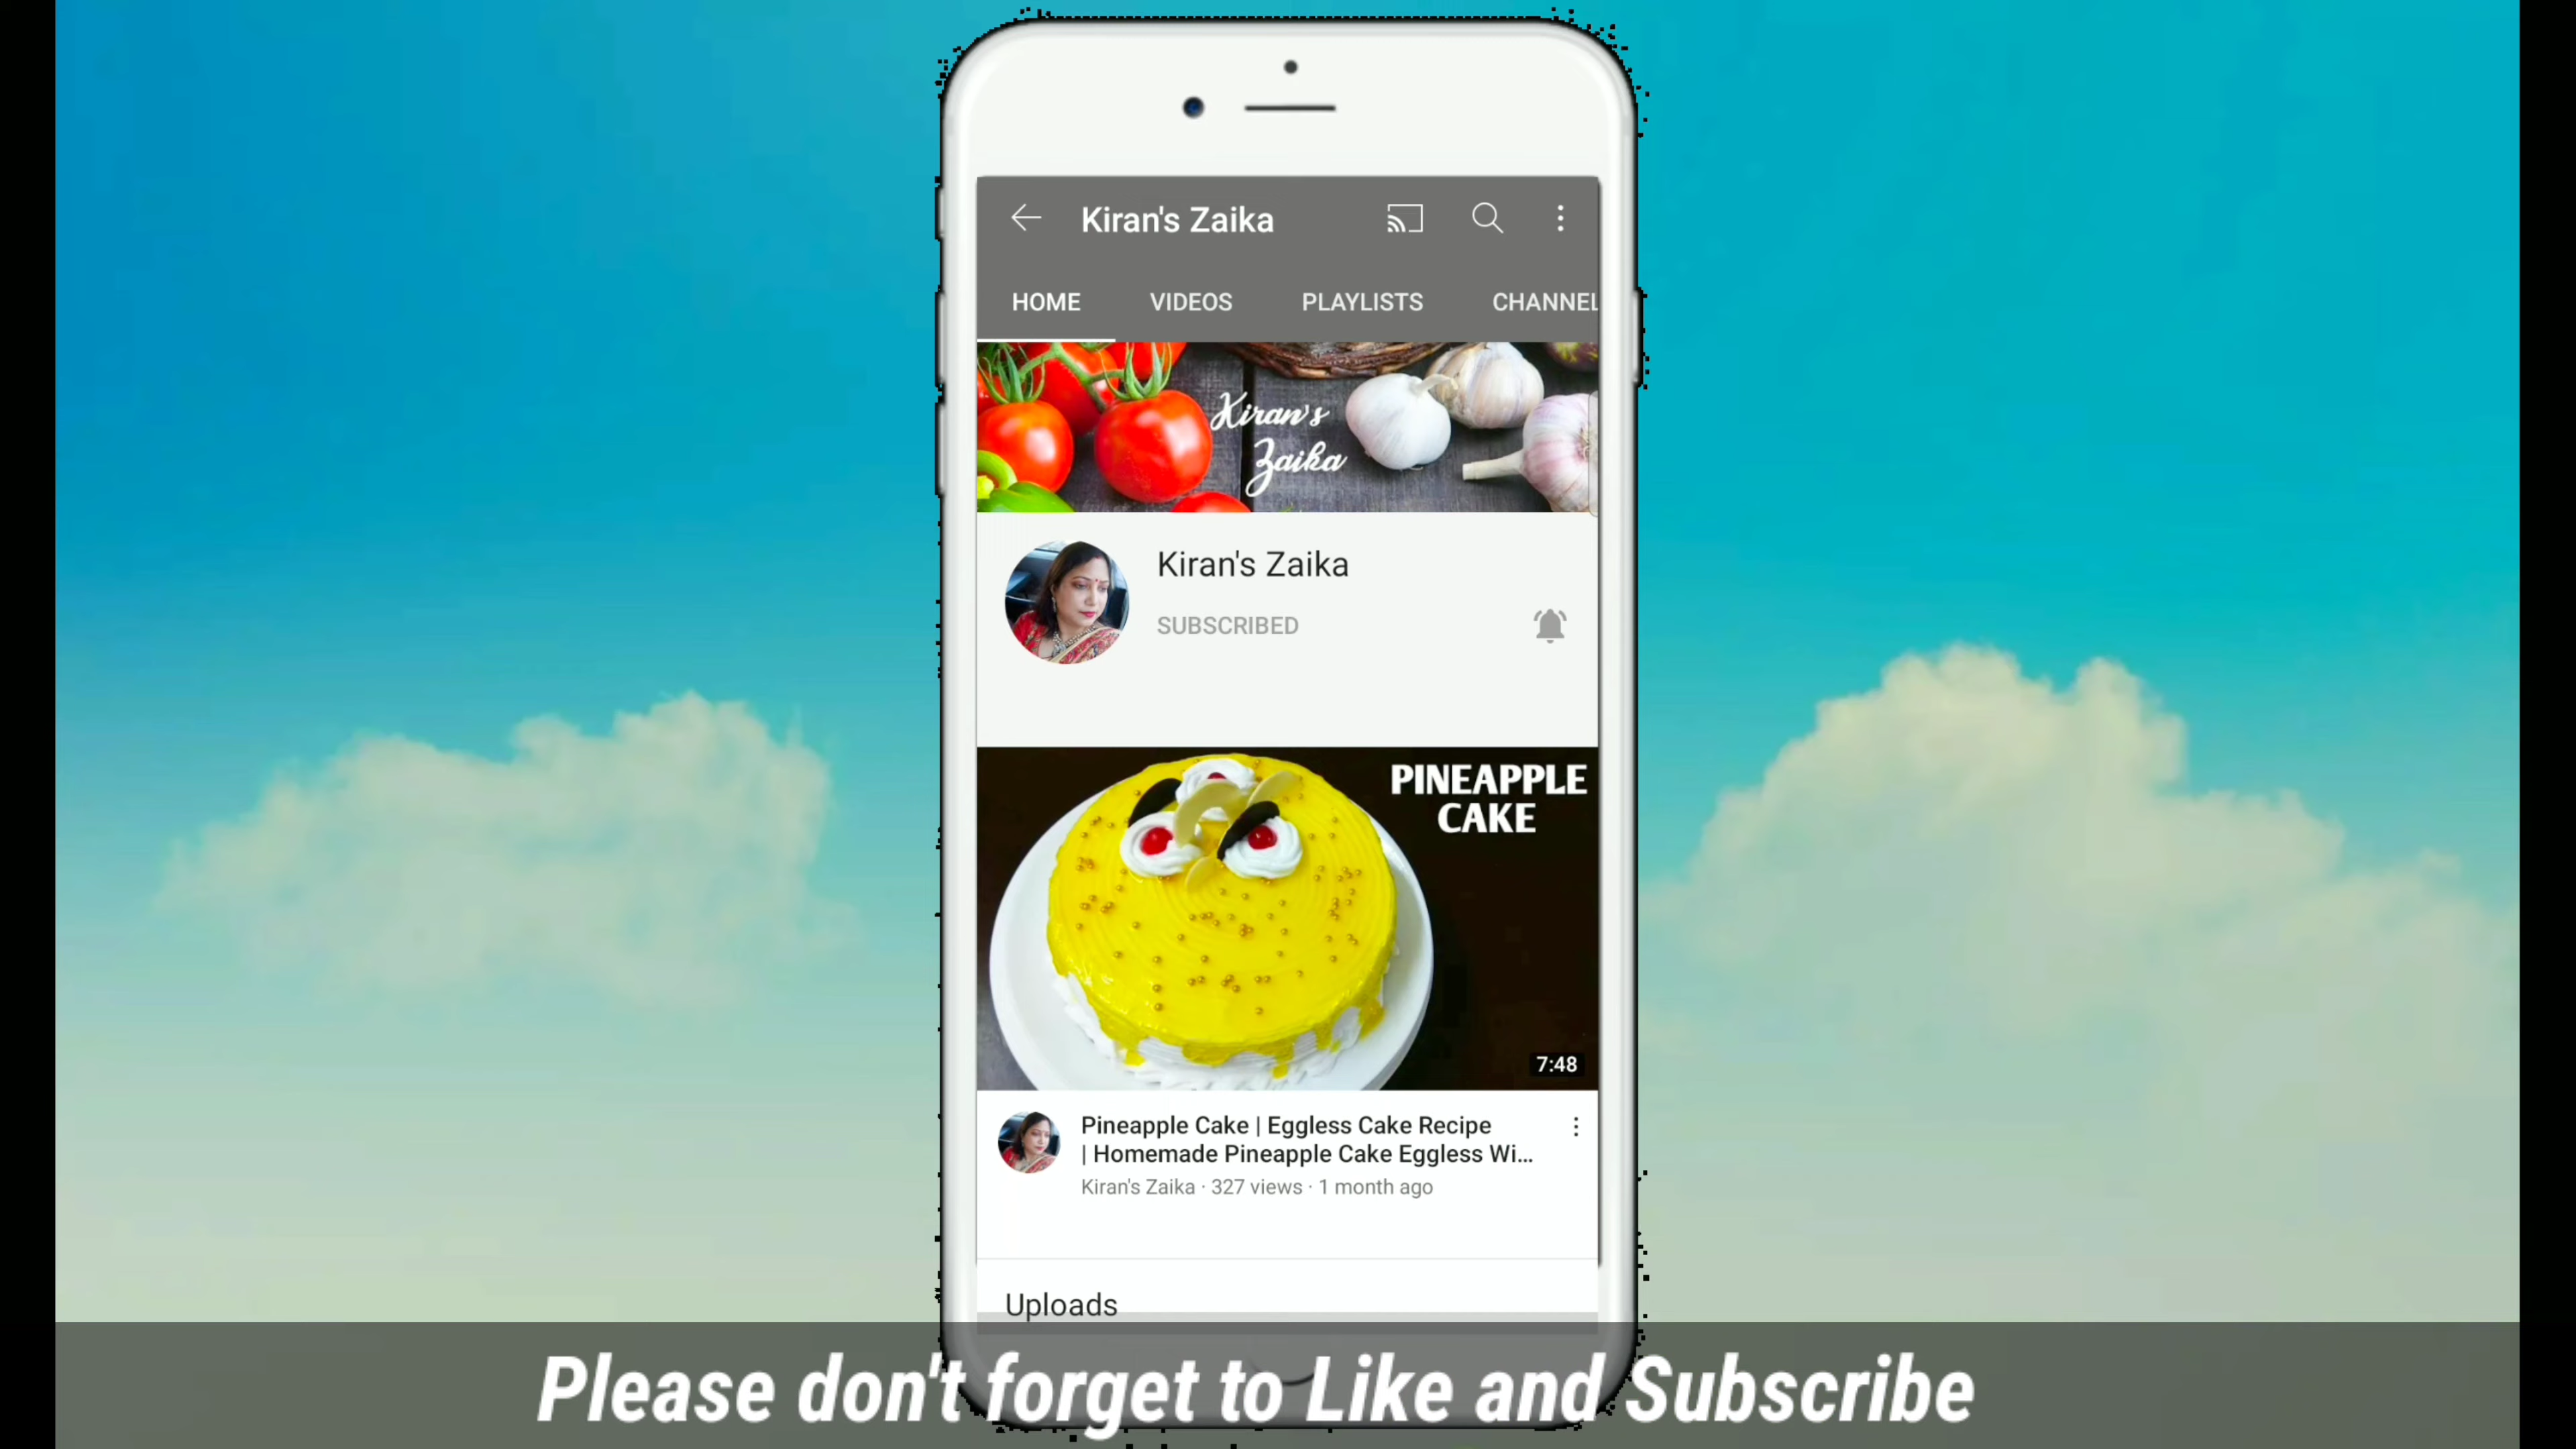 Kiran's Zaika
HOME VIDEOS PLAYLISTS CHANNEL
Kiran's
Zaika
Kiran's Zaika
SUBSCRIBED
PINEAPPLE
CAKE
7:48
Pineapple Cake | Eggless Cake Recipe
| Homemade Pineapple Cake Eggless Wi...
Kiran's Zaika · 327 views · 1 month ago
Uploads
Please don't forget to Like and Subscribe